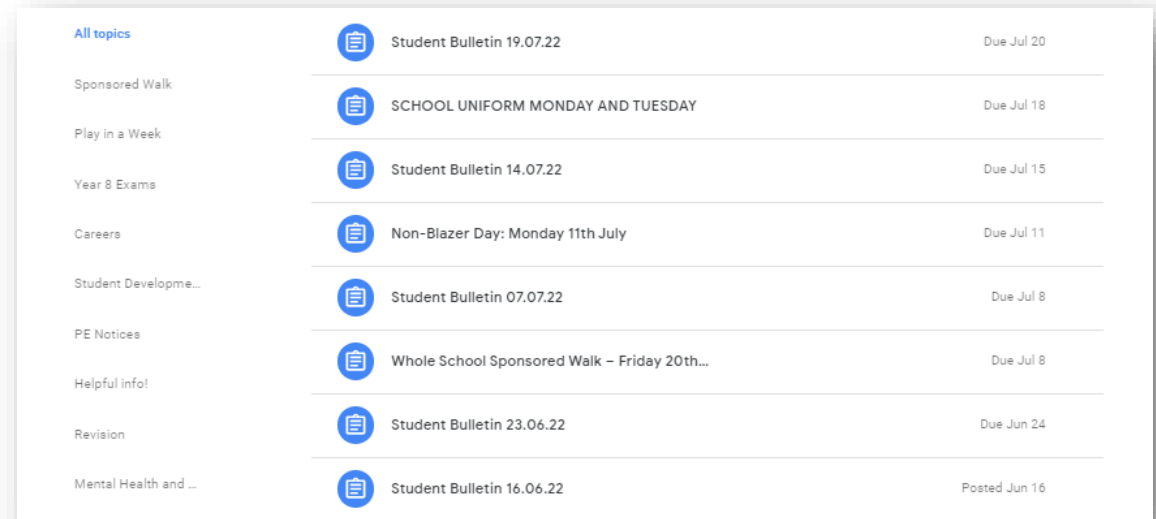 All topics
Sponsored Walk
Play in a Week
Year 8 Exams
Careers
Student Developme...
PE Notices
Helpful info!
Revision
Mental Health and ...
Student Bulletin 19.07.22 Due Jul 20
SCHOOL UNIFORM MONDAY AND TUESDAY Due Jul 18
Student Bulletin 14.07.22 Due Jul 15
Non-Blazer Day: Monday 11th July Due Jul 11
Student Bulletin 07.07.22 Due Jul 8
Whole School Sponsored Walk – Friday 20th... Due Jul 8
Student Bulletin 23.06.22 Due Jun 24
Student Bulletin 16.06.22 Posted Jun 16